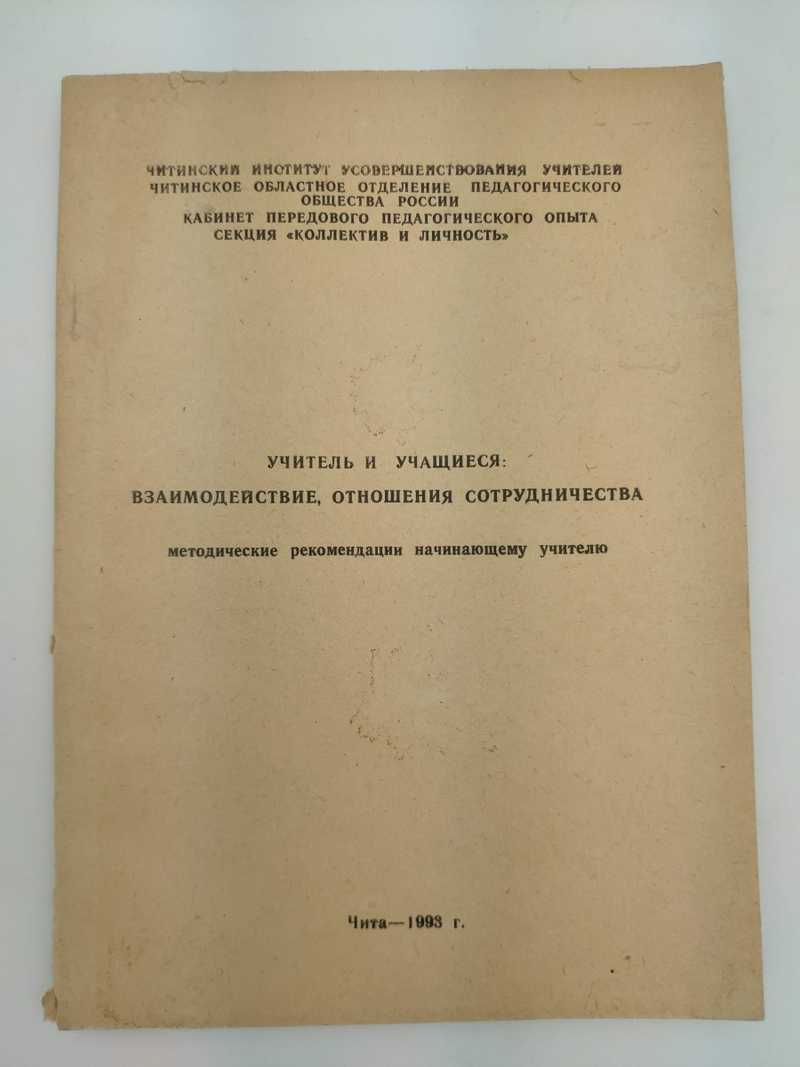 ЧИТИНСКИЙ ИНСТИТУТ УСОВЕРШЕНСТВОВАНИЯ УЧИТЕЛЕЙ
ЧИТИНСКОЕ ОБЛАСТНОЕ ОТДЕЛЕНИЕ ПЕДАГОГИЧЕСКОГО
ОБЩЕСТВА РОССИИ
КАБИНЕТ ПЕРЕДОВОГО ПЕДАГОГИЧЕСКОГО ОПЫТА
СЕКЦИЯ «КОЛЛЕКТИВ И ЛИЧНОСТЬ»
УЧИТЕЛЬ И УЧАЩИЕСЯ:
ВЗАИМОДЕЙСТВИЕ, ОТНОШЕНИЯ СОТРУДНИЧЕСТВА
методические рекомендации начинающему учителю
Чита—1993 г.